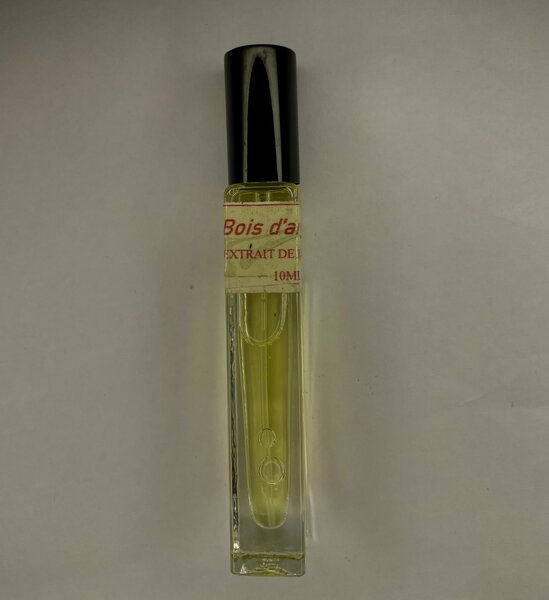 Bois d'a
EXTRAIT DE
10ML